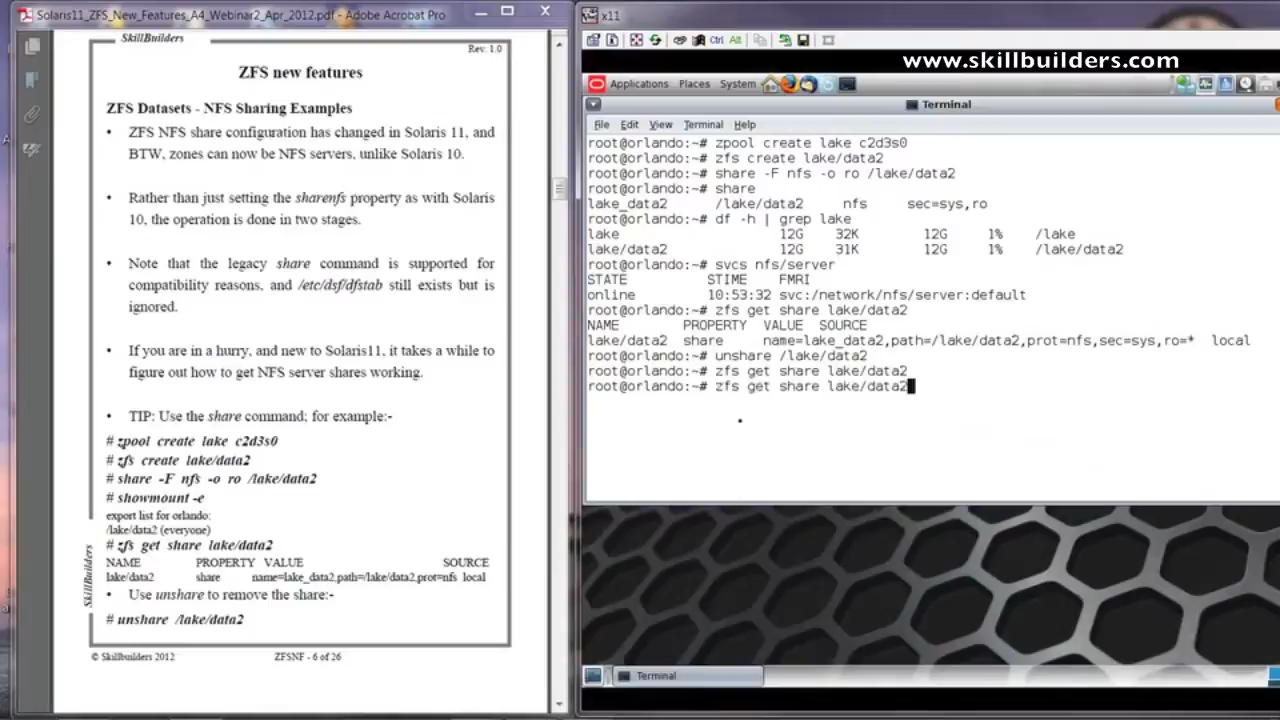 Solaris11_ZFS_New_Features_A4_Webinar2_Apr_2012.pdf - Adobe Acrobat Pro
SkillBuilders
Rev: 1.0
ZFS new features
ZFS Datasets - NFS Sharing Examples
• ZFS NFS share configuration has changed in Solaris 11, and
BTW, zones can now be NFS servers, unlike Solaris 10.
• Rather than just setting the sharenfs property as with Solaris
10, the operation is done in two stages.
• Note that the legacy share command is supported for
compatibility reasons, and /etc/dsf/dfstab still exists but is
ignored.
• If you are in a hurry, and new to Solaris11, it takes a while to
figure out how to get NFS server shares working.
• TIP: Use the share command; for example:-
# zpool create lake c2d3s0
# zfs create lake/data2
# share -F nfs -o ro /lake/data2
# showmount -e
export list for orlando:
/lake/data2 (everyone)
# zfs get share lake/data2
NAME PROPERTY VALUE SOURCE
lake/data2 share name=lake_data2,path=/lake/data2,prot=nfs local
• Use unshare to remove the share:-
# unshare /lake/data2
SkillBuilders
© Skillbuilders 2012 ZFSNF - 6 of 26
x11
Ctrl Alt
www.skillbuilders.com
Applications Places System
Terminal
File Edit View Terminal Help
root@orlando:~# zpool create lake c2d3s0
root@orlando:~# zfs create lake/data2
root@orlando:~# share -F nfs -o ro /lake/data2
root@orlando:~# share
lake_data2 /lake/data2 nfs sec=sys,ro
root@orlando:~# df -h | grep lake
lake 12G 32K 12G 1% /lake
lake/data2 12G 31K 12G 1% /lake/data2
root@orlando:~# svcs nfs/server
STATE STIME FMRI
online 10:53:32 svc:/network/nfs/server:default
root@orlando:~# zfs get share lake/data2
NAME PROPERTY VALUE SOURCE
lake/data2 share name=lake_data2,path=/lake/data2,prot=nfs,sec=sys,ro=* local
root@orlando:~# unshare /lake/data2
root@orlando:~# zfs get share lake/data2
root@orlando:~# zfs get share lake/data2
Terminal